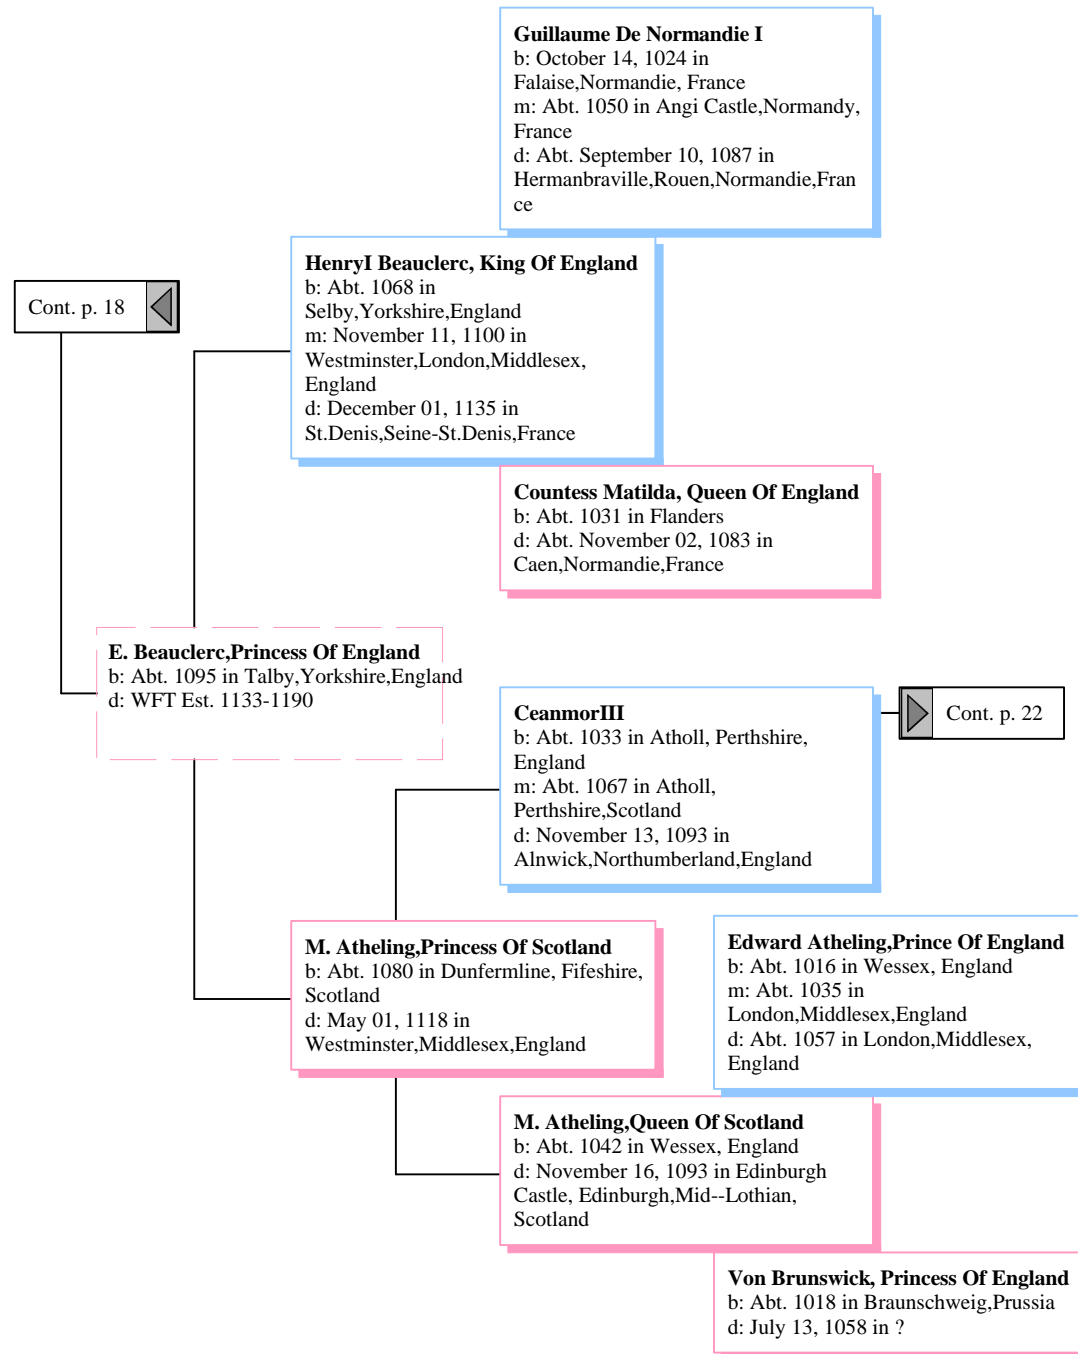 Guillaume De Normandie I
b: October 14, 1024 in
Falaise,Normandie, France
m: Abt. 1050 in Angi Castle,Normandy,
France
d: Abt. September 10, 1087 in
Hermanbraville,Rouen,Normandie,Fran
ce
HenryI Beauclerc, King Of England
b: Abt. 1068 in
Selby,Yorkshire,England
m: November 11, 1100 in
Westminster,London,Middlesex,
England
d: December 01, 1135 in
St.Denis,Seine-St.Denis,France
Cont. p. 18
Countess Matilda, Queen Of England
b: Abt. 1031 in Flanders
d: Abt. November 02, 1083 in
Caen,Normandie,France
E. Beauclerc,Princess Of England
b: Abt. 1095 in Talby,Yorkshire,England
d: WFT Est. 1133-1190
CeanmorIII
b: Abt. 1033 in Atholl, Perthshire,
England
m: Abt. 1067 in Atholl,
Perthshire,Scotland
d: November 13, 1093 in
Alnwick,Northumberland,England
Cont. p. 22
M. Atheling,Princess Of Scotland
b: Abt. 1080 in Dunfermline, Fifeshire,
Scotland
d: May 01, 1118 in
Westminster,Middlesex,England
Edward Atheling,Prince Of England
b: Abt. 1016 in Wessex, England
m: Abt. 1035 in
London,Middlesex,England
d: Abt. 1057 in London,Middlesex,
England
M. Atheling,Queen Of Scotland
b: Abt. 1042 in Wessex, England
d: November 16, 1093 in Edinburgh
Castle, Edinburgh,Mid--Lothian,
Scotland
Von Brunswick, Princess Of England
b: Abt. 1018 in Braunschweig,Prussia
d: July 13, 1058 in ?